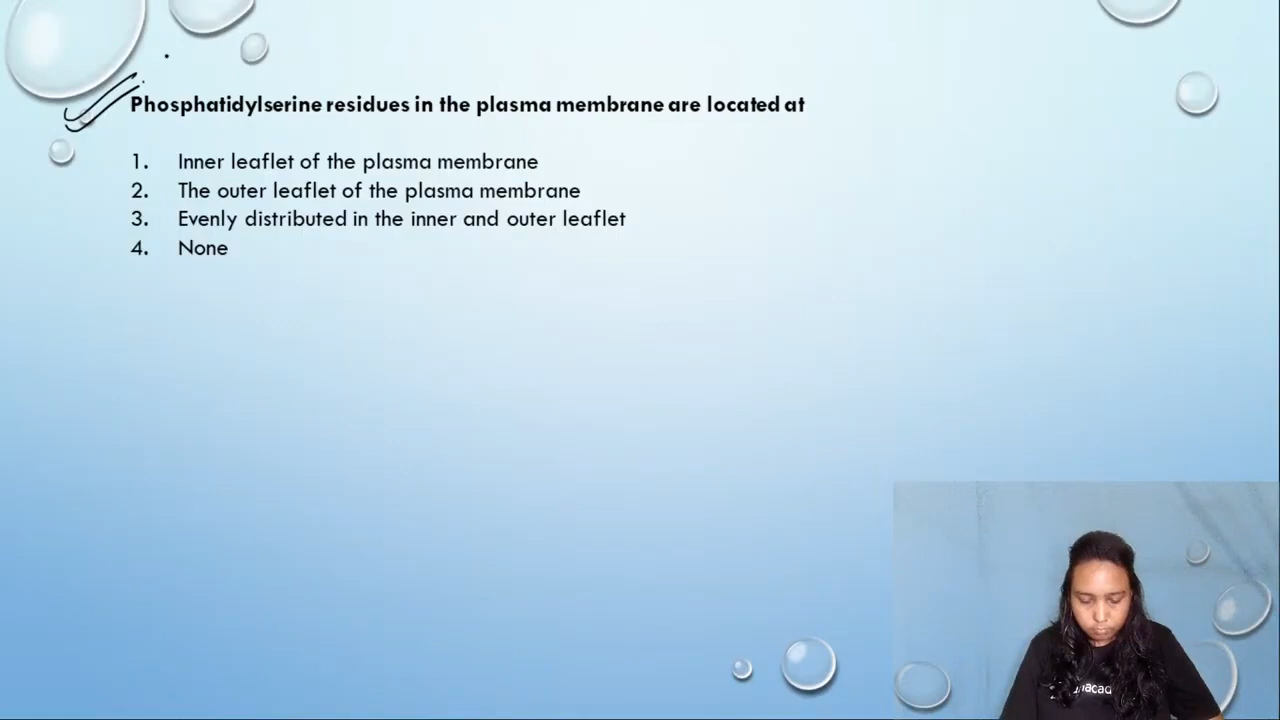 Phosphatidylserine residues in the plasma membrane are located at
1. Inner leaflet of the plasma membrane
2. The outer leaflet of the plasma membrane
3. Evenly distributed in the inner and outer leaflet
4. None